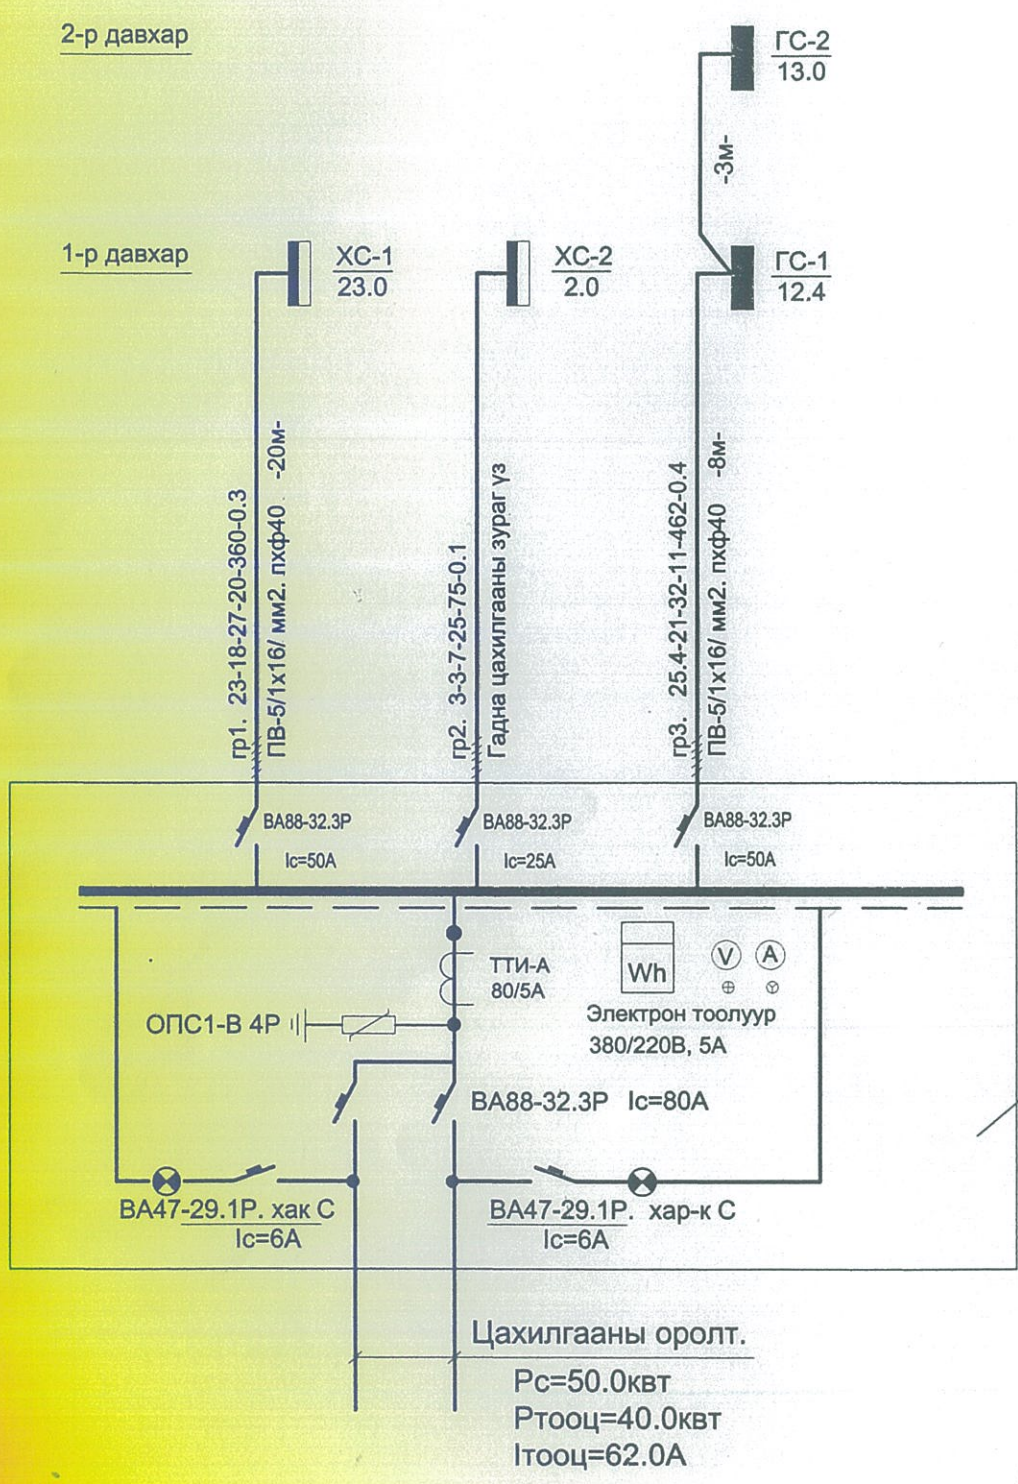 2-р давхар
ГС-2
13.0
-3м-
1-р давхар
ХС-1
23.0
ХС-2
2.0
ГС-1
12.4
гр1. 23-18-27-20-360-0.3
ПВ-5/1x16/ мм2. пхф40 -20м-
гр2. 3-3-7-25-75-0.1
Гадна цахилгааны зураг үз
гр3. 25.4-21-32-11-462-0.4
ПВ-5/1x16/ мм2. пхф40 -8м-
ВА88-32.3Р
Ic=50A
ВА88-32.3Р
Ic=25A
ВА88-32.3Р
Ic=50A
ТТИ-А
80/5А
Wh
V
A
Электрон тоолуур
380/220В, 5А
ОПС1-В 4Р
ВА88-32.3Р Ic=80A
ВА47-29.1Р. хак С
Ic=6A
ВА47-29.1Р. хар-к С
Ic=6A
Цахилгааны оролт.
Рс=50.0квт
Ртооц=40.0квт
Iтооц=62.0А